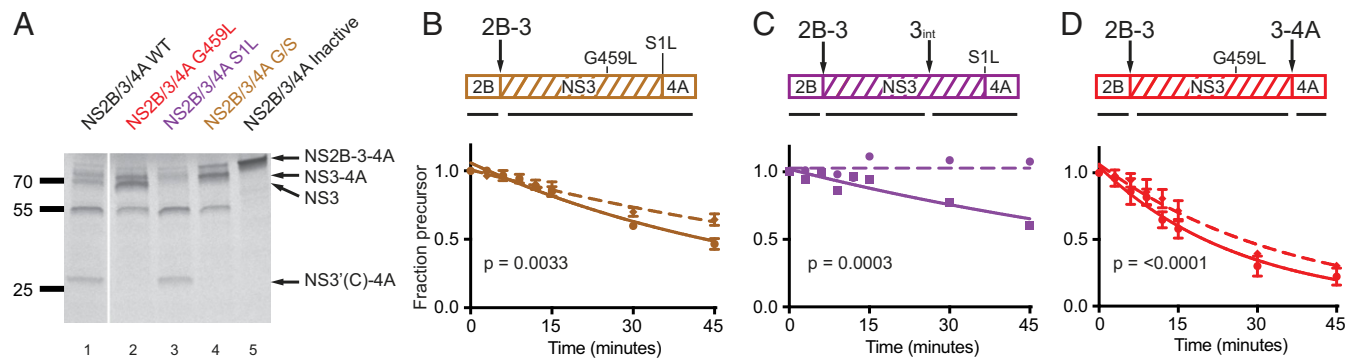 A
NS2B/3/4A WT
NS2B/3/4A G459L
NS2B/3/4A S1L
NS2B/3/4A G/S
NS2B/3/4A Inactive
70
55
25
NS2B-3-4A
NS3-4A
NS3
NS3'(C)-4A
1 2 3 4 5
B
2B-3
S1L
G459L
2B NS3 4A
Fraction precursor
1.0
0.5
0.0
p = 0.0033
0 15 30 45
Time (minutes)
C
2B-3
3int
S1L
2B NS3 4A
1.0
0.5
0.0
p = 0.0003
0 15 30 45
Time (minutes)
D
2B-3
3-4A
G459L
2B NS3 4A
1.0
0.5
0.0
p = <0.0001
0 15 30 45
Time (minutes)